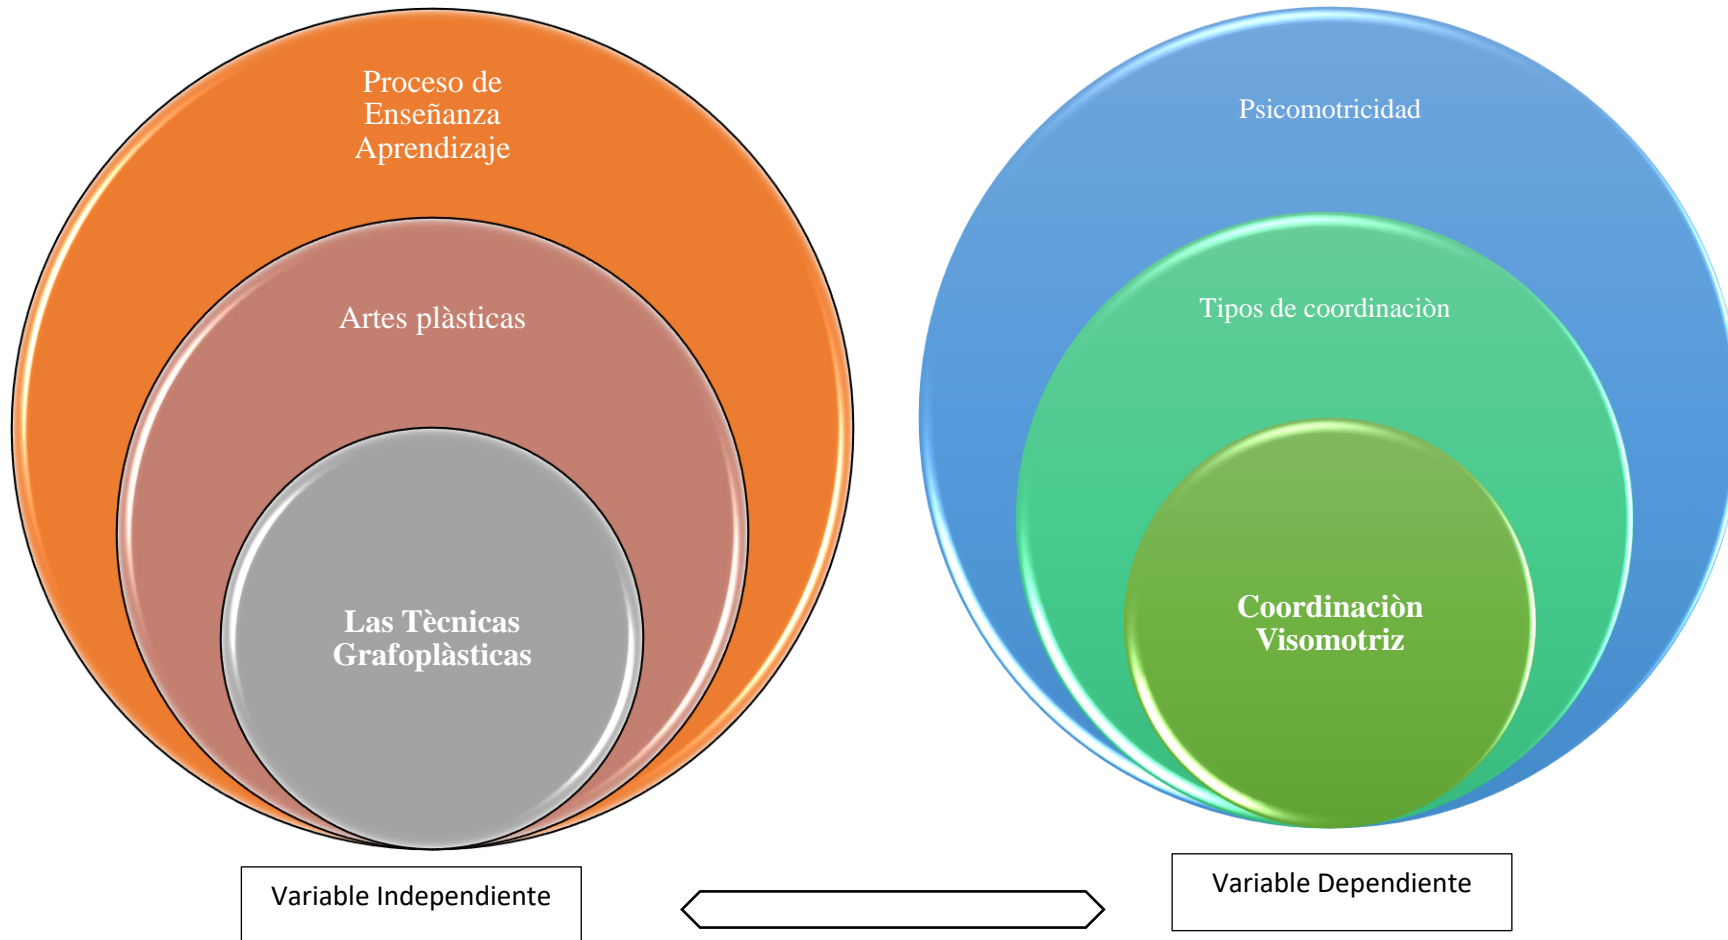 Proceso de
Enseñanza
Aprendizaje
Artes plàsticas
Las Tècnicas
Grafoplàsticas
Variable Independiente
Psicomotricidad
Tipos de coordinaciòn
Coordinaciòn
Visomotriz
Variable Dependiente